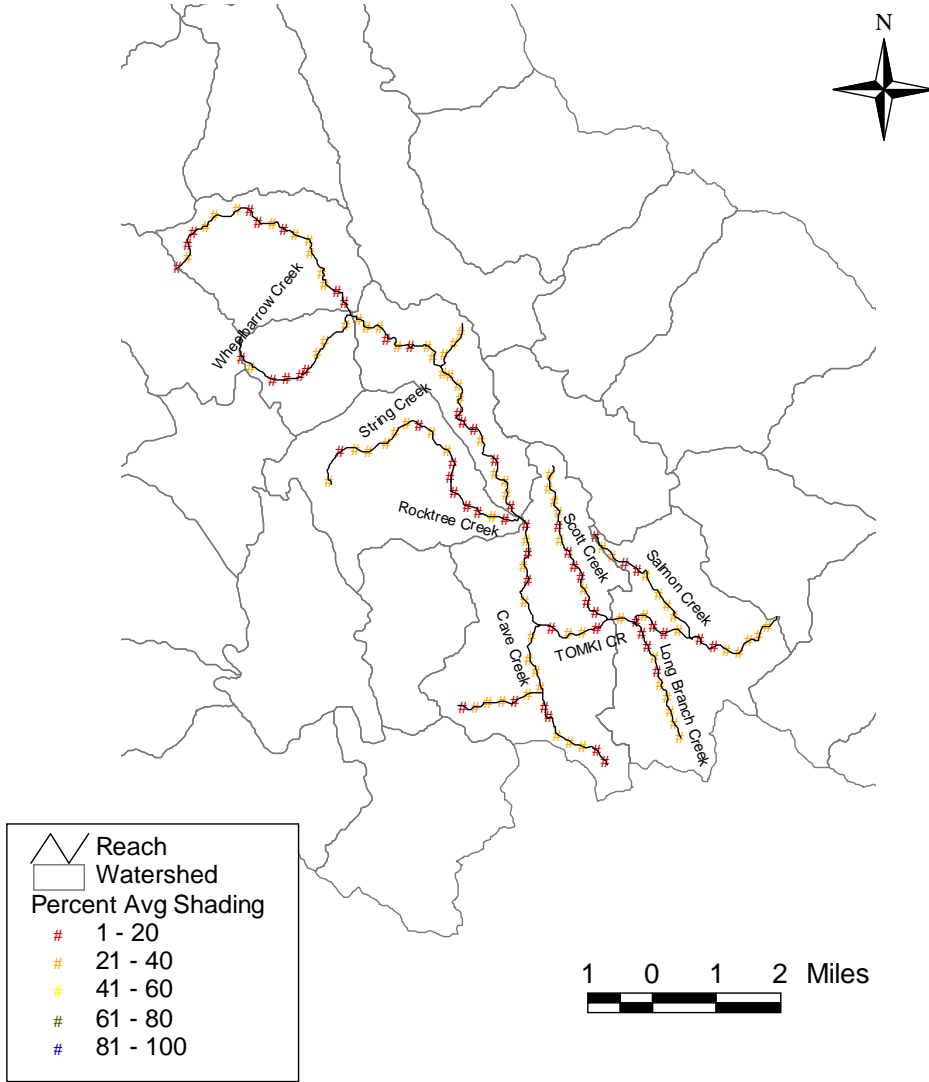 N
Wheelbarrow Creek
String Creek
Rocktree Creek
Scott Creek
Salmon Creek
Cave Creek
TOMKI CR
Long Branch Creek
Reach
Watershed
Percent Avg Shading
# 1 - 20
# 21 - 40
# 41 - 60
# 61 - 80
# 81 - 100
1 0 1 2 Miles